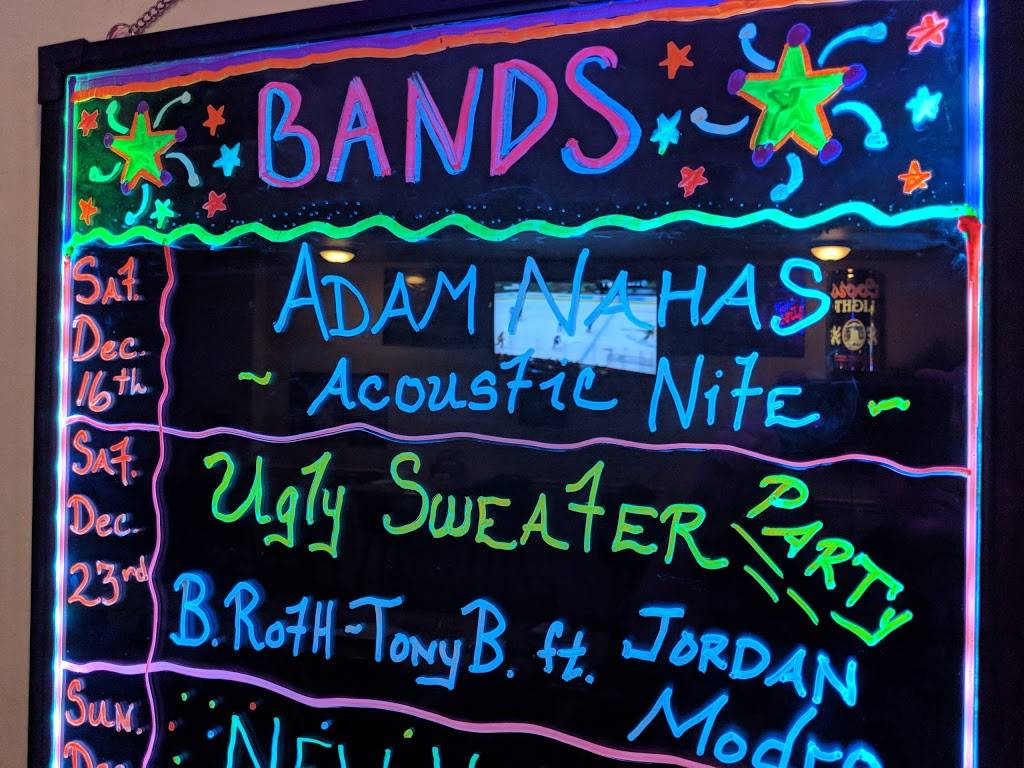 BANDS
SAT. Dec. 16th
ADAM NAHAS
~ Acoustic Nite ~
SAT. Dec. 23rd
Ugly SWEATER PARTY
B. RoTH - Tony B. ft. JORDAN
Modro
SUN.